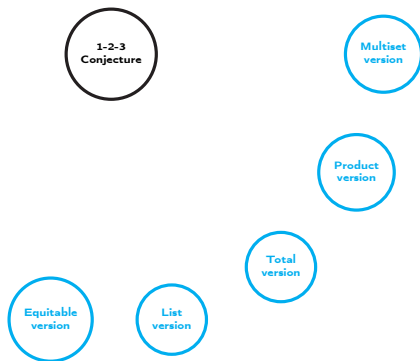 1-2-3
Conjecture
Multiset
version
Product
version
Total
version
Equitable
version
List
version